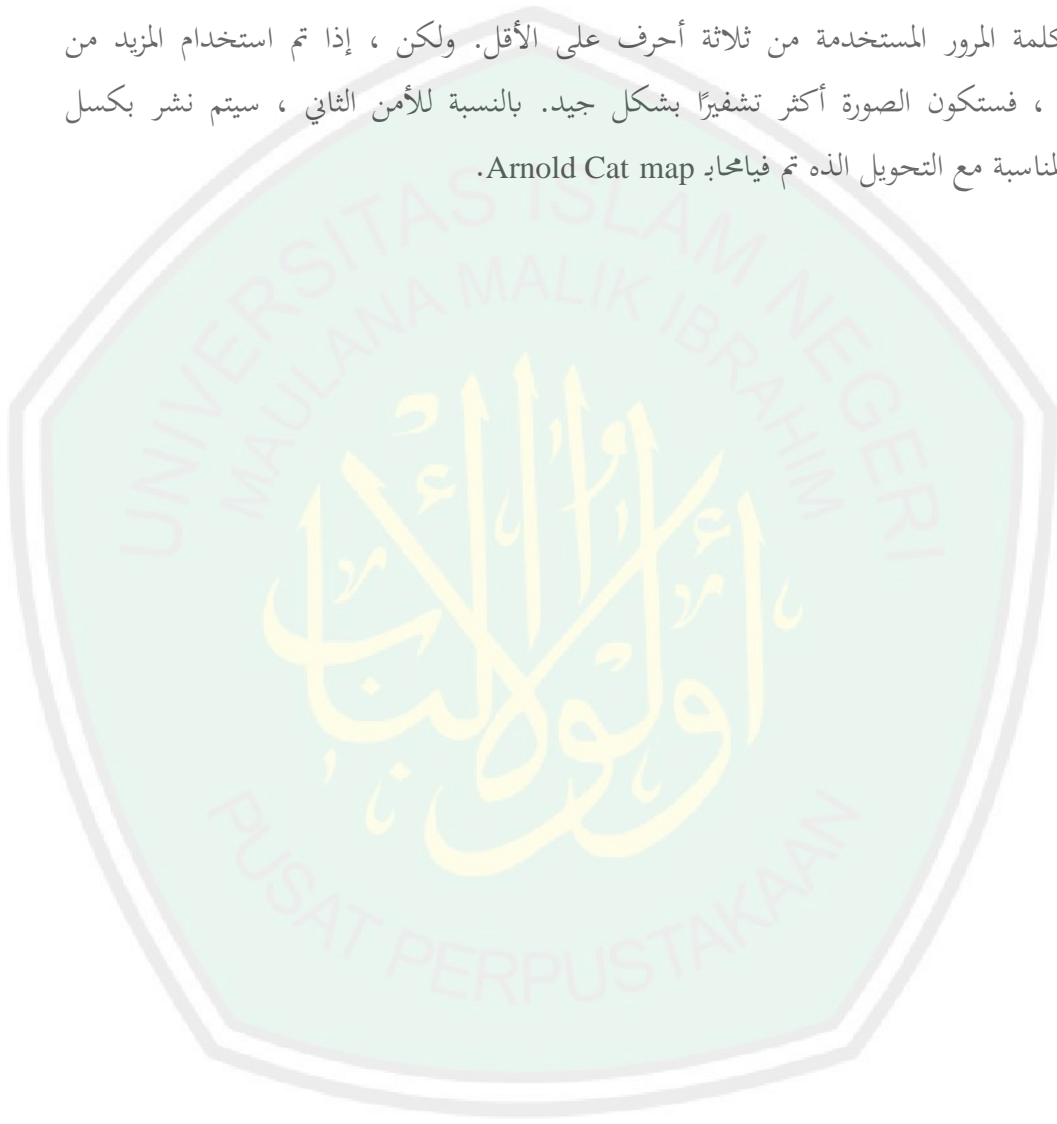 كلمة المرور المستخدمة من ثلاثة أحرف على الأقل. ولكن ، إذا تم استخدام المزيد من
، فستكون الصورة أكثر تشفيرًا بشكل جيد. بالنسبة للأمن الثاني ، سيتم نشر بكسل
لمناسبة مع التحويل الذه تم فيامحابـ Arnold Cat map.
UNIVERSITAS ISLAM NEGERI
MAULANA MALIK IBRAHIM
PUSAT PERPUSTAKAAN